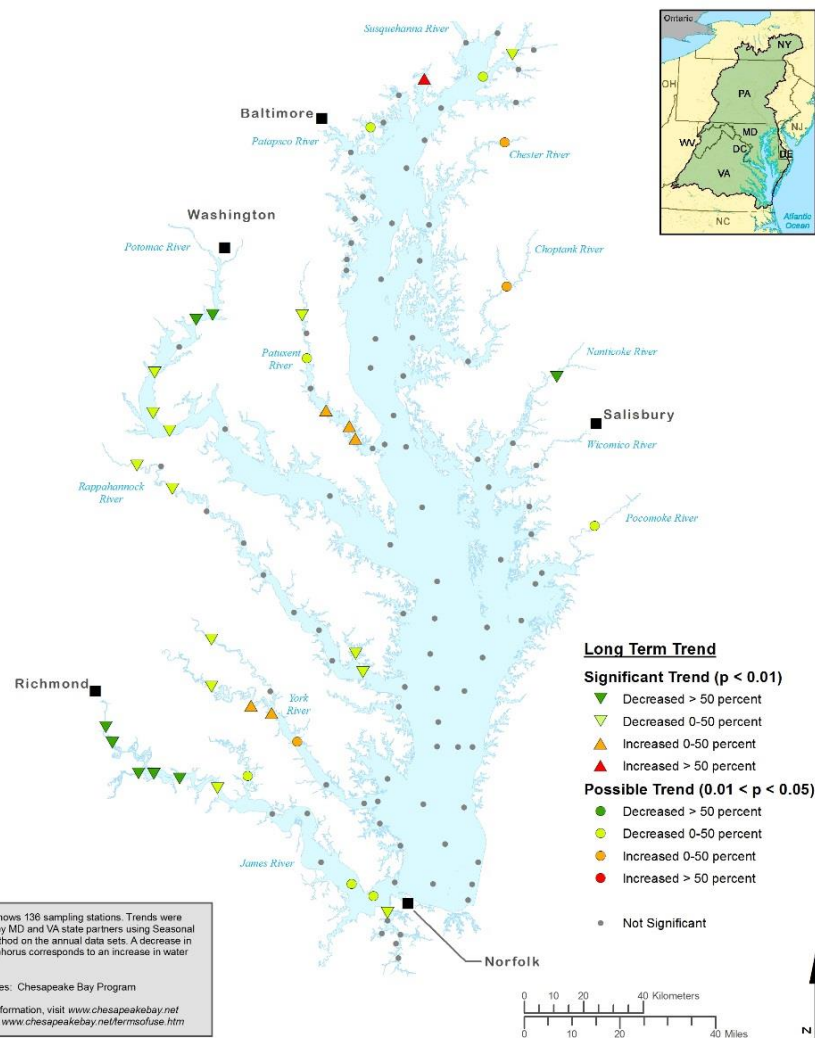 Susquehanna River
Ontario
NY
OH
PA
NJ
MD
WV
DC
DE
VA
NC
Atlantic
Ocean
Baltimore
Patapsco River
Chester River
Washington
Potomac River
Choptank River
Patuxent
River
Nanticoke River
Salisbury
Wicomico River
Rappahannock
River
Pocomoke River
Richmond
York
River
James River
Norfolk
Long Term Trend
Significant Trend (p < 0.01)
Decreased > 50 percent
Decreased 0-50 percent
Increased 0-50 percent
Increased > 50 percent
Possible Trend (0.01 < p < 0.05)
Decreased > 50 percent
Decreased 0-50 percent
Increased 0-50 percent
Increased > 50 percent
Not Significant
hows 136 sampling stations. Trends were
y MD and VA state partners using Seasonal
thod on the annual data sets. A decrease in
horus corresponds to an increase in water
es: Chesapeake Bay Program
formation, visit www.chesapeakebay.net
www.chesapeakebay.net/termsofuse.htm
0 10 20 40 Kilometers
0 10 20 40 Miles
N